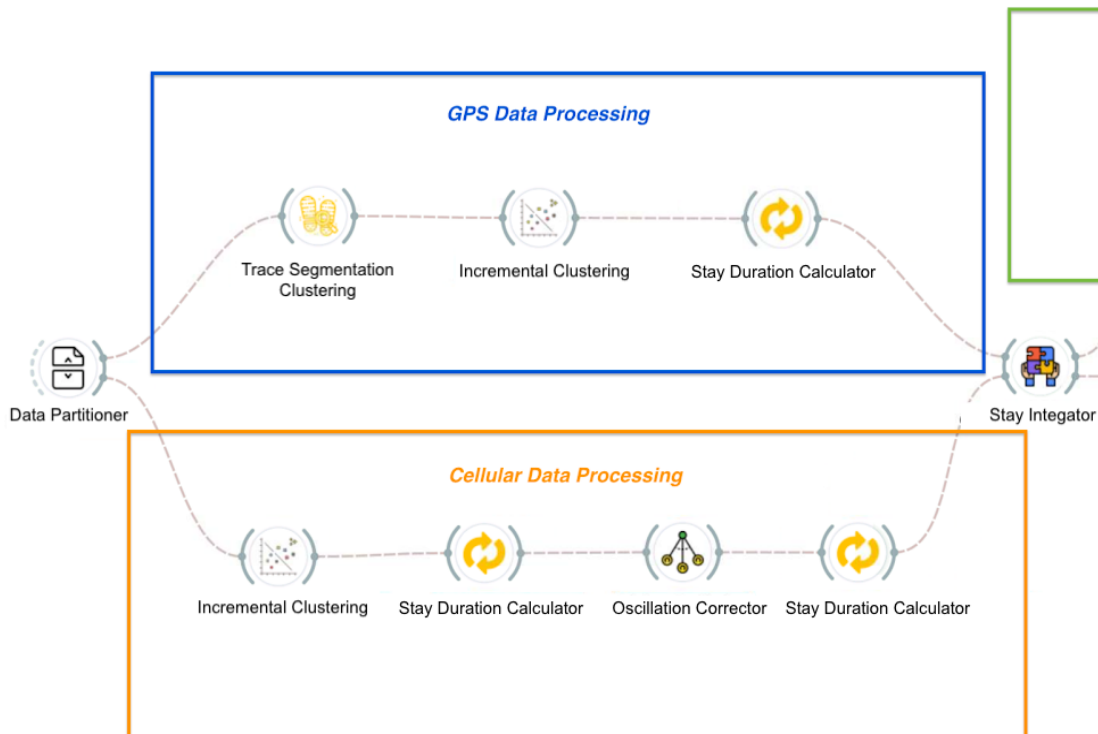 GPS Data Processing
Trace Segmentation
Clustering
Incremental Clustering
Stay Duration Calculator
Data Partitioner
Stay Integator
Cellular Data Processing
Incremental Clustering
Stay Duration Calculator
Oscillation Corrector
Stay Duration Calculator